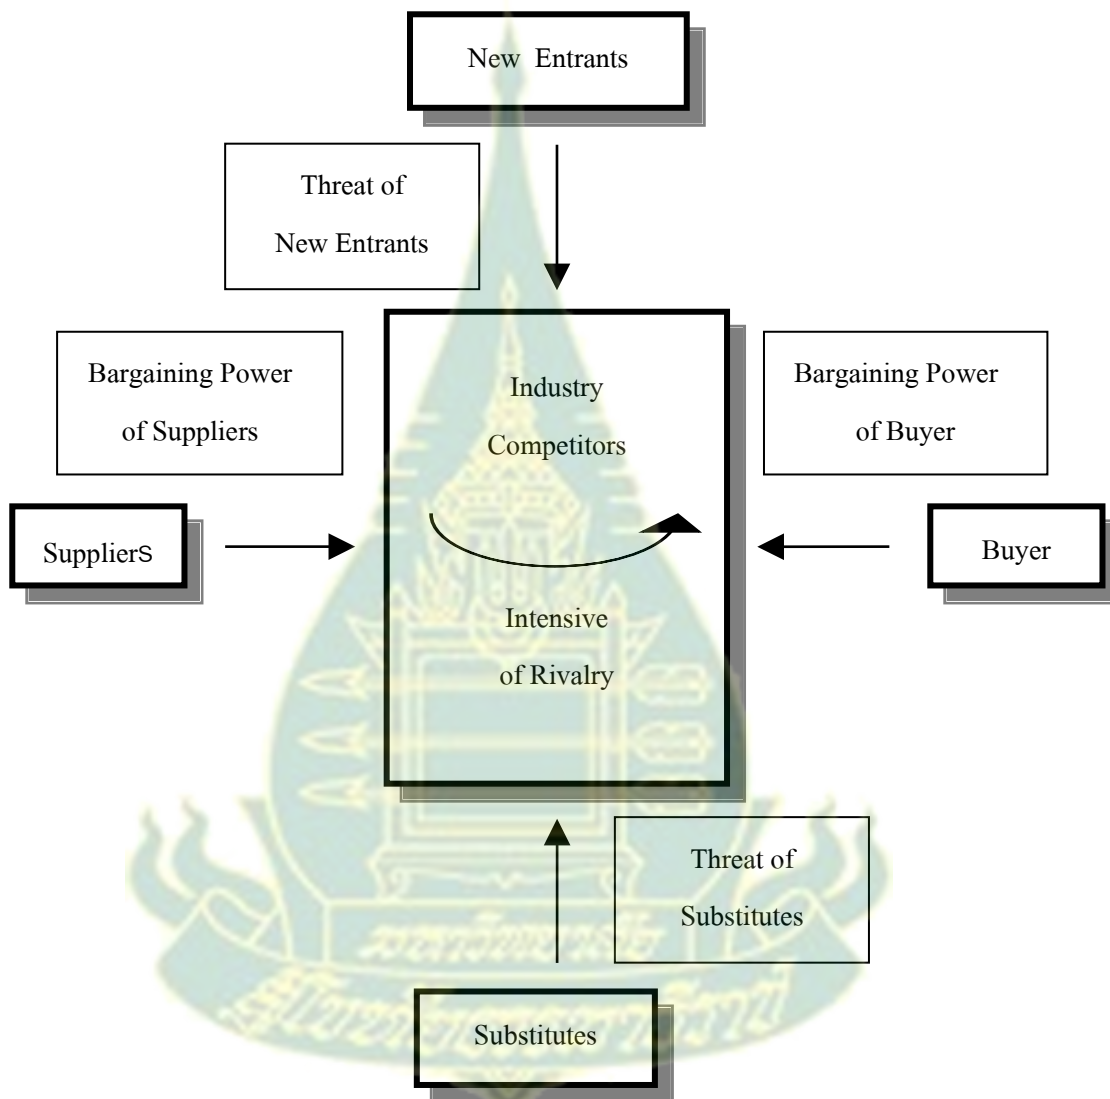 New Entrants
Threat of
New Entrants
Bargaining Power
of Suppliers
Industry
Competitors
Bargaining Power
of Buyer
Suppliers
Buyer
Intensive
of Rivalry
Threat of
Substitutes
Substitutes